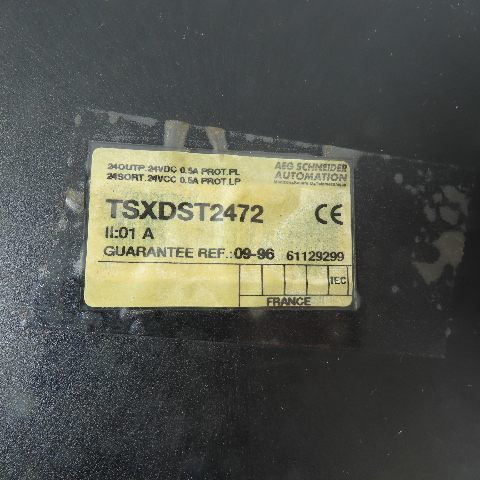 24OUTP. 24VDC 0.5A PROT.PL
24SORT. 24VCC 0.5A PROT.LP
AEG SCHNEIDER
AUTOMATION
TSXDST2472
CE
II:01 A
GUARANTEE REF.:09-96 61129299
IEC
FRANCE